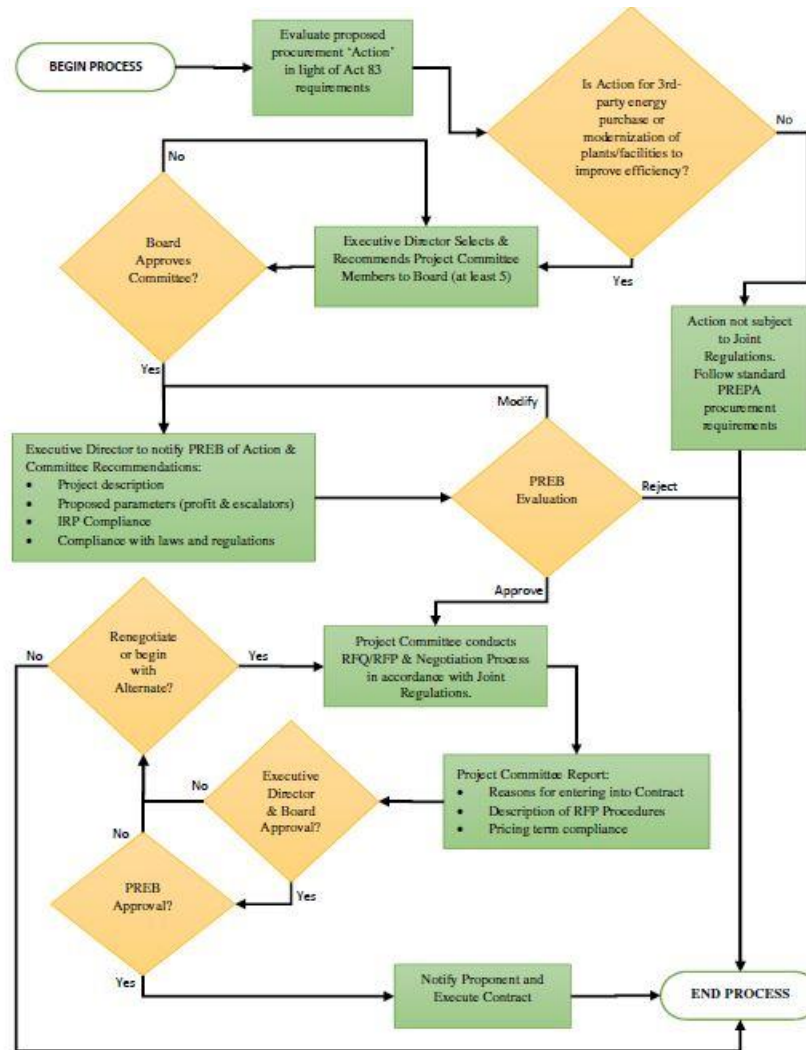 BEGIN PROCESS
Evaluate proposed
procurement ‘Action’
in light of Act 83
requirements
Is Action for 3rd-
party energy
purchase or
modernization of
plants/facilities to
improve efficiency?
No
Yes
No
Board
Approves
Committee?
Executive Director Selects &
Recommends Project Committee
Members to Board (at least 5)
Yes
Action not subject
to Joint
Regulations.
Follow standard
PREPA
procurement
requirements
Modify
Executive Director to notify PREB of Action &
Committee Recommendations:
• Project description
• Proposed parameters (profit & escalators)
• IRP Compliance
• Compliance with laws and regulations
PREB
Evaluation
Reject
Approve
No
Renegotiate
or begin
with
Alternate?
Yes
Project Committee conducts
RFQ/RFP & Negotiation Process
in accordance with Joint
Regulations.
Project Committee Report:
• Reasons for entering into Contract
• Description of RFP Procedures
• Pricing term compliance
No
Executive
Director
& Board
Approval?
No
Yes
PREB
Approval?
Yes
Notify Proponent and
Execute Contract
END PROCESS